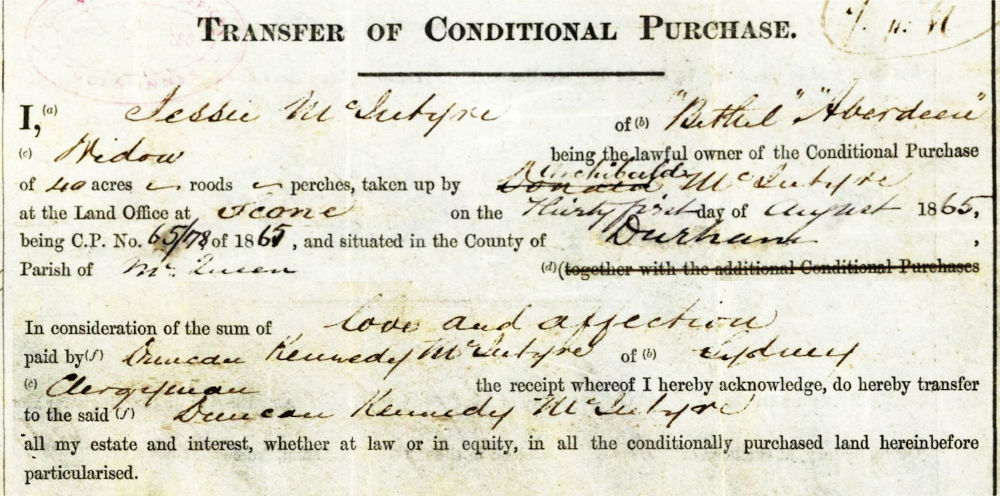 TRANSFER OF CONDITIONAL PURCHASE.
I, (a) Jessie McIntyre of (b) "Bethel" "Aberdeen"
(c) Widow being the lawful owner of the Conditional Purchase
Archibald
of 40 acres – roods – perches, taken up by Donald McIntyre
at the Land Office at Scone on the Thirty first day of August 1865,
being C.P. No. 65/178 of 1865, and situated in the County of Durham,
Parish of McQueen (d) (together with the additional Conditional Purchases
In consideration of the sum of love and affection
paid by (f) Duncan Kennedy McIntyre of (b) Sydney
(c) Clergyman the receipt whereof I hereby acknowledge, do hereby transfer
to the said (f) Duncan Kennedy McIntyre
all my estate and interest, whether at law or in equity, in all the conditionally purchased land hereinbefore
particularised.